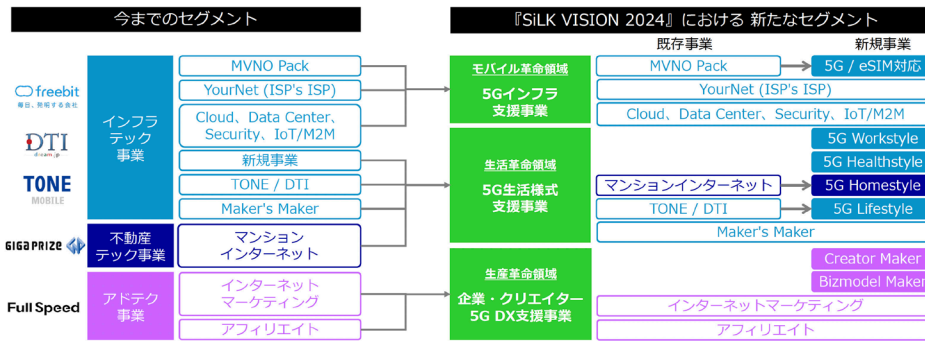 今までのセグメント
freebit
毎日、発明する会社
DTI
dream.jp
TONE
MOBILE
GIGAPRIZE
Full Speed
インフラ
テック
事業
MVNO Pack
YourNet (ISP's ISP)
Cloud、Data Center、
Security、IoT/M2M
新規事業
TONE / DTI
Maker's Maker
不動産
テック事業
マンション
インターネット
アドテク
事業
インターネット
マーケティング
アフィリエイト
『SiLK VISION 2024』における 新たなセグメント
既存事業
新規事業
モバイル革命領域
5Gインフラ
支援事業
MVNO Pack
5G / eSIM対応
YourNet (ISP's ISP)
Cloud、Data Center、Security、IoT/M2M
生活革命領域
5G生活様式
支援事業
5G Workstyle
5G Healthstyle
マンションインターネット
5G Homestyle
TONE / DTI
5G Lifestyle
Maker's Maker
生産革命領域
企業・クリエイター
5G DX支援事業
Creator Maker
Bizmodel Maker
インターネットマーケティング
アフィリエイト